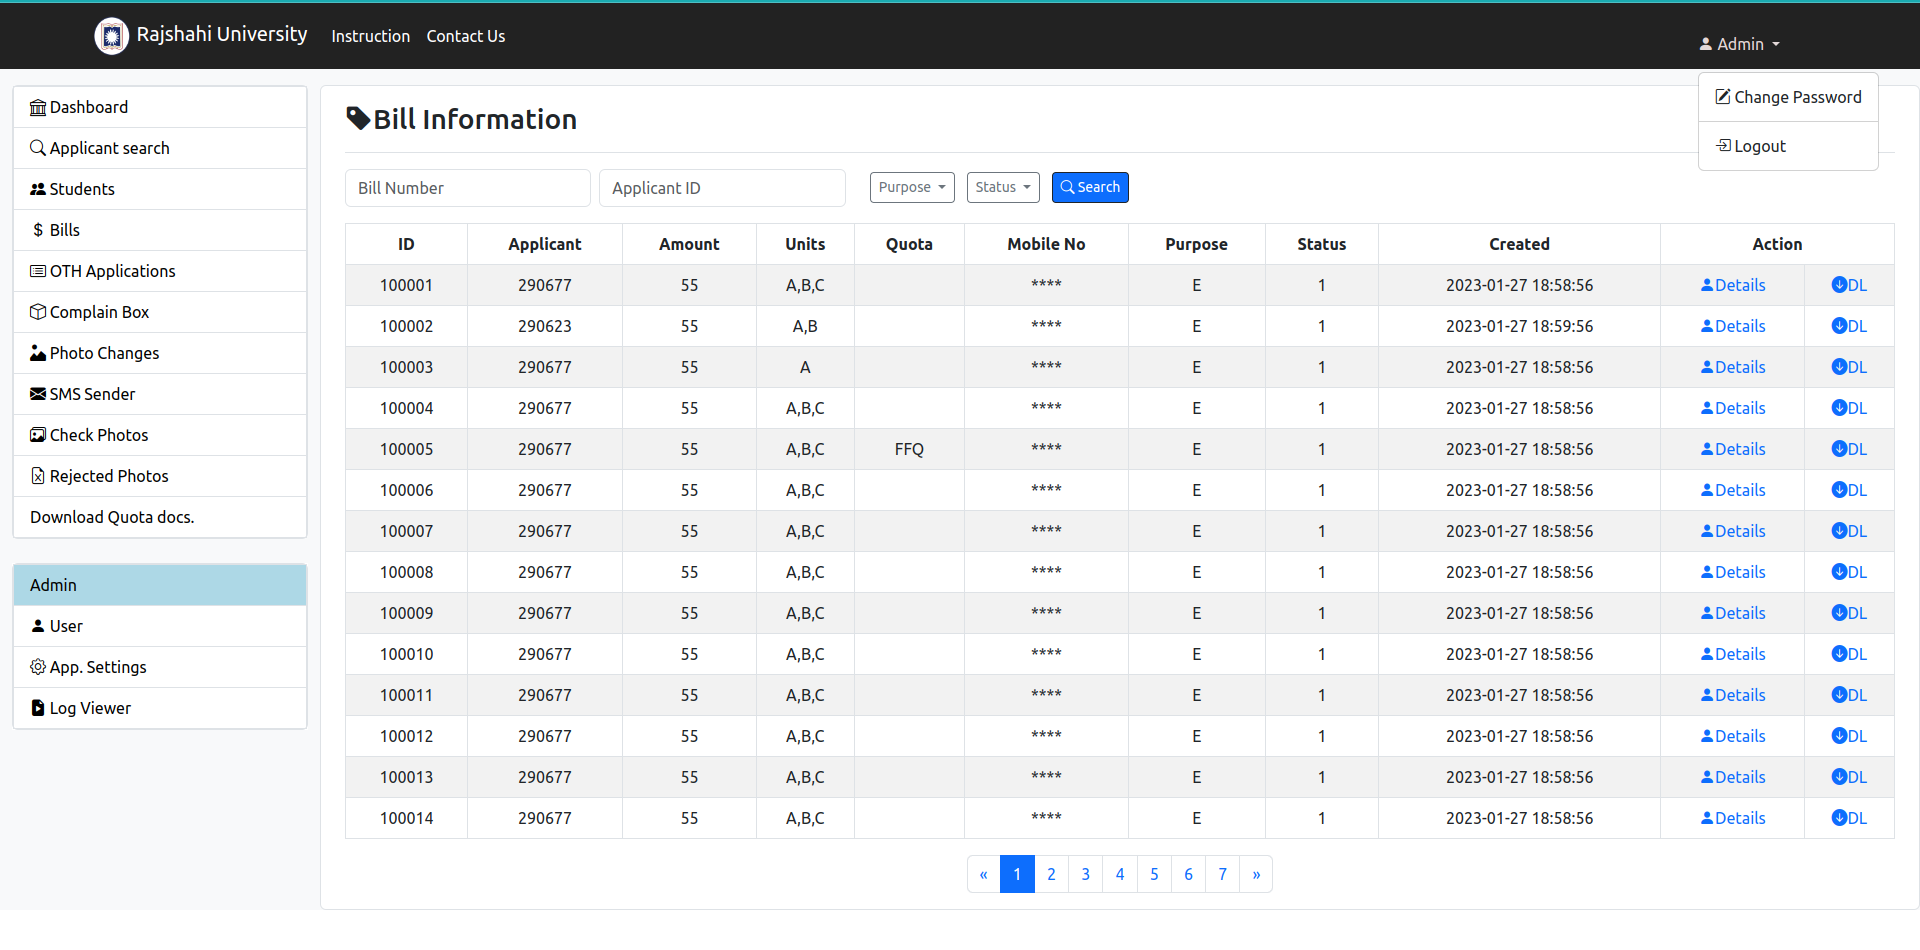 Rajshahi University Instruction Contact Us Admin
Change Password
Logout
Dashboard
Applicant search
Students
Bills
OTH Applications
Complain Box
Photo Changes
SMS Sender
Check Photos
Rejected Photos
Download Quota docs.
Admin
User
App. Settings
Log Viewer
Bill Information
Bill Number Applicant ID Purpose Status Search
ID Applicant Amount Units Quota Mobile No Purpose Status Created Action
100001 290677 55 A,B,C **** E 1 2023-01-27 18:58:56 Details DL
100002 290623 55 A,B **** E 1 2023-01-27 18:59:56 Details DL
100003 290677 55 A **** E 1 2023-01-27 18:58:56 Details DL
100004 290677 55 A,B,C **** E 1 2023-01-27 18:58:56 Details DL
100005 290677 55 A,B,C FFQ **** E 1 2023-01-27 18:58:56 Details DL
100006 290677 55 A,B,C **** E 1 2023-01-27 18:58:56 Details DL
100007 290677 55 A,B,C **** E 1 2023-01-27 18:58:56 Details DL
100008 290677 55 A,B,C **** E 1 2023-01-27 18:58:56 Details DL
100009 290677 55 A,B,C **** E 1 2023-01-27 18:58:56 Details DL
100010 290677 55 A,B,C **** E 1 2023-01-27 18:58:56 Details DL
100011 290677 55 A,B,C **** E 1 2023-01-27 18:58:56 Details DL
100012 290677 55 A,B,C **** E 1 2023-01-27 18:58:56 Details DL
100013 290677 55 A,B,C **** E 1 2023-01-27 18:58:56 Details DL
100014 290677 55 A,B,C **** E 1 2023-01-27 18:58:56 Details DL
« 1 2 3 4 5 6 7 »